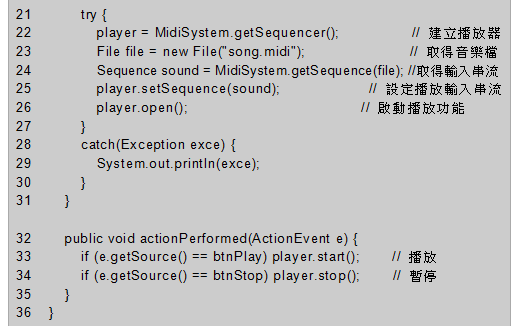 21 try {
22 player = MidiSystem.getSequencer(); // 建立播放器
23 File file = new File("song.midi"); // 取得音樂檔
24 Sequence sound = MidiSystem.getSequence(file); //取得輸入串流
25 player.setSequence(sound); // 設定播放輸入串流
26 player.open(); // 啟動播放功能
27 }
28 catch(Exception exce) {
29 System.out.println(exce);
30 }
31 }
32 public void actionPerformed(ActionEvent e) {
33 if (e.getSource() == btnPlay) player.start(); // 播放
34 if (e.getSource() == btnStop) player.stop(); // 暫停
35 }
36 }